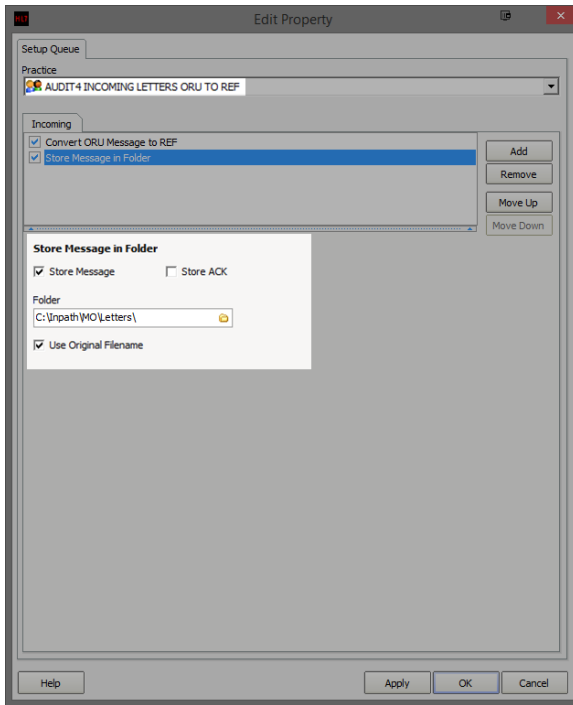 Edit Property
Setup Queue
Practice
AUDIT4 INCOMING LETTERS ORU TO REF
Incoming
Convert ORU Message to REF
Store Message in Folder
Add
Remove
Move Up
Move Down
Store Message in Folder
Store Message Store ACK
Folder
C:\Inpath\MO\Letters\
Use Original Filename
Help Apply OK Cancel